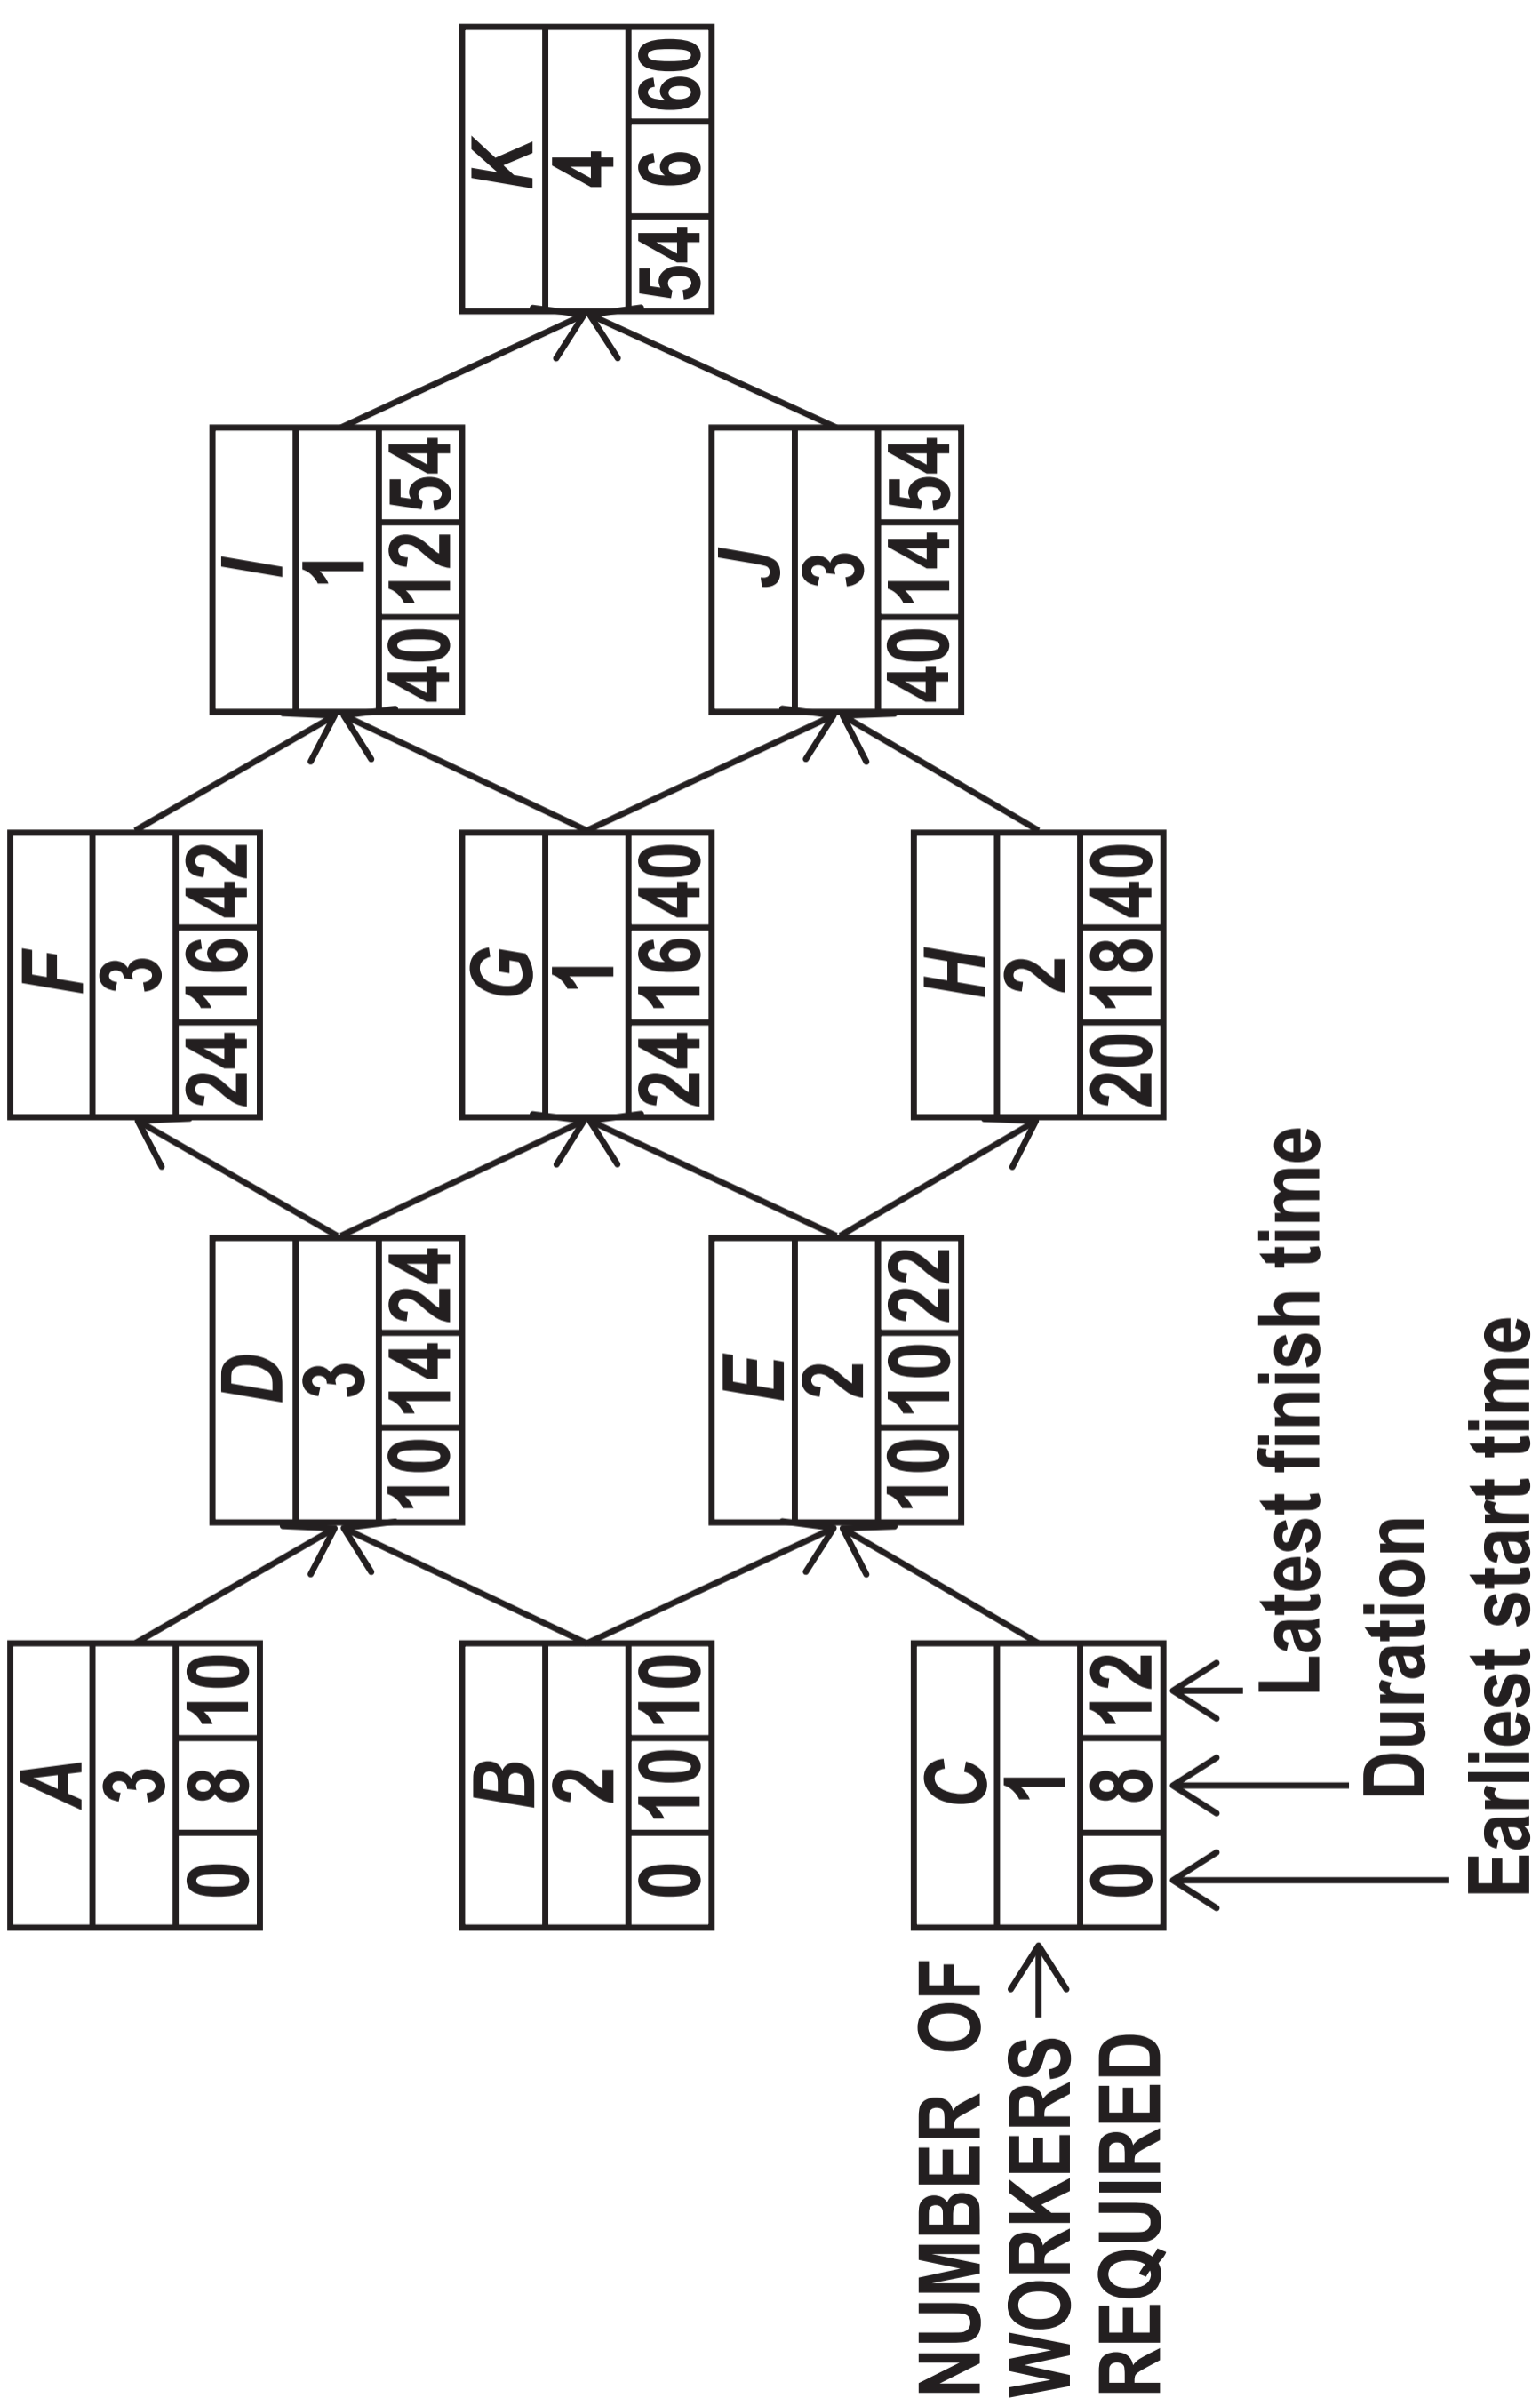 A
3
0 8 10
B
2
0 10 10
C
1
0 8 12
D
3
10 14 24
E
2
10 10 22
F
3
24 16 42
G
1
24 16 40
H
2
20 18 40
I
1
40 12 54
J
3
40 14 54
K
4
54 6 60
NUMBER OF
WORKERS
REQUIRED
Latest finish time
Duration
Earliest start time